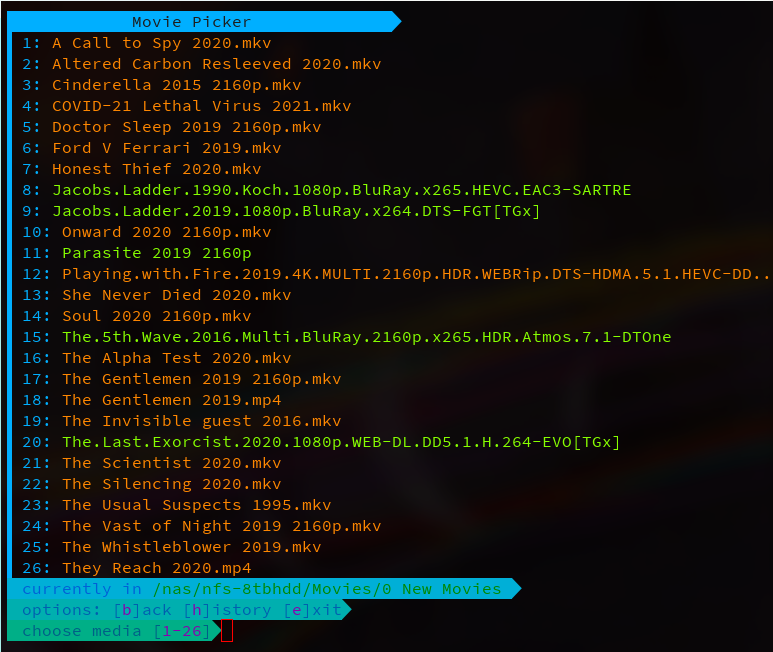 Movie Picker
1: A Call to Spy 2020.mkv
2: Altered Carbon Resleeved 2020.mkv
3: Cinderella 2015 2160p.mkv
4: COVID-21 Lethal Virus 2021.mkv
5: Doctor Sleep 2019 2160p.mkv
6: Ford V Ferrari 2019.mkv
7: Honest Thief 2020.mkv
8: Jacobs.Ladder.1990.Koch.1080p.BluRay.x265.HEVC.EAC3-SARTRE
9: Jacobs.Ladder.2019.1080p.BluRay.x264.DTS-FGT[TGx]
10: Onward 2020 2160p.mkv
11: Parasite 2019 2160p
12: Playing.with.Fire.2019.4K.MULTI.2160p.HDR.WEBRip.DTS-HDMA.5.1.HEVC-DD..
13: She Never Died 2020.mkv
14: Soul 2020 2160p.mkv
15: The.5th.Wave.2016.Multi.BluRay.2160p.x265.HDR.Atmos.7.1-DTOne
16: The Alpha Test 2020.mkv
17: The Gentlemen 2019 2160p.mkv
18: The Gentlemen 2019.mp4
19: The Invisible guest 2016.mkv
20: The.Last.Exorcist.2020.1080p.WEB-DL.DD5.1.H.264-EVO[TGx]
21: The Scientist 2020.mkv
22: The Silencing 2020.mkv
23: The Usual Suspects 1995.mkv
24: The Vast of Night 2019 2160p.mkv
25: The Whistleblower 2019.mkv
26: They Reach 2020.mp4
currently in /nas/nfs-8tbhdd/Movies/0 New Movies
options: [b]ack [h]istory [e]xit
choose media [1-26]